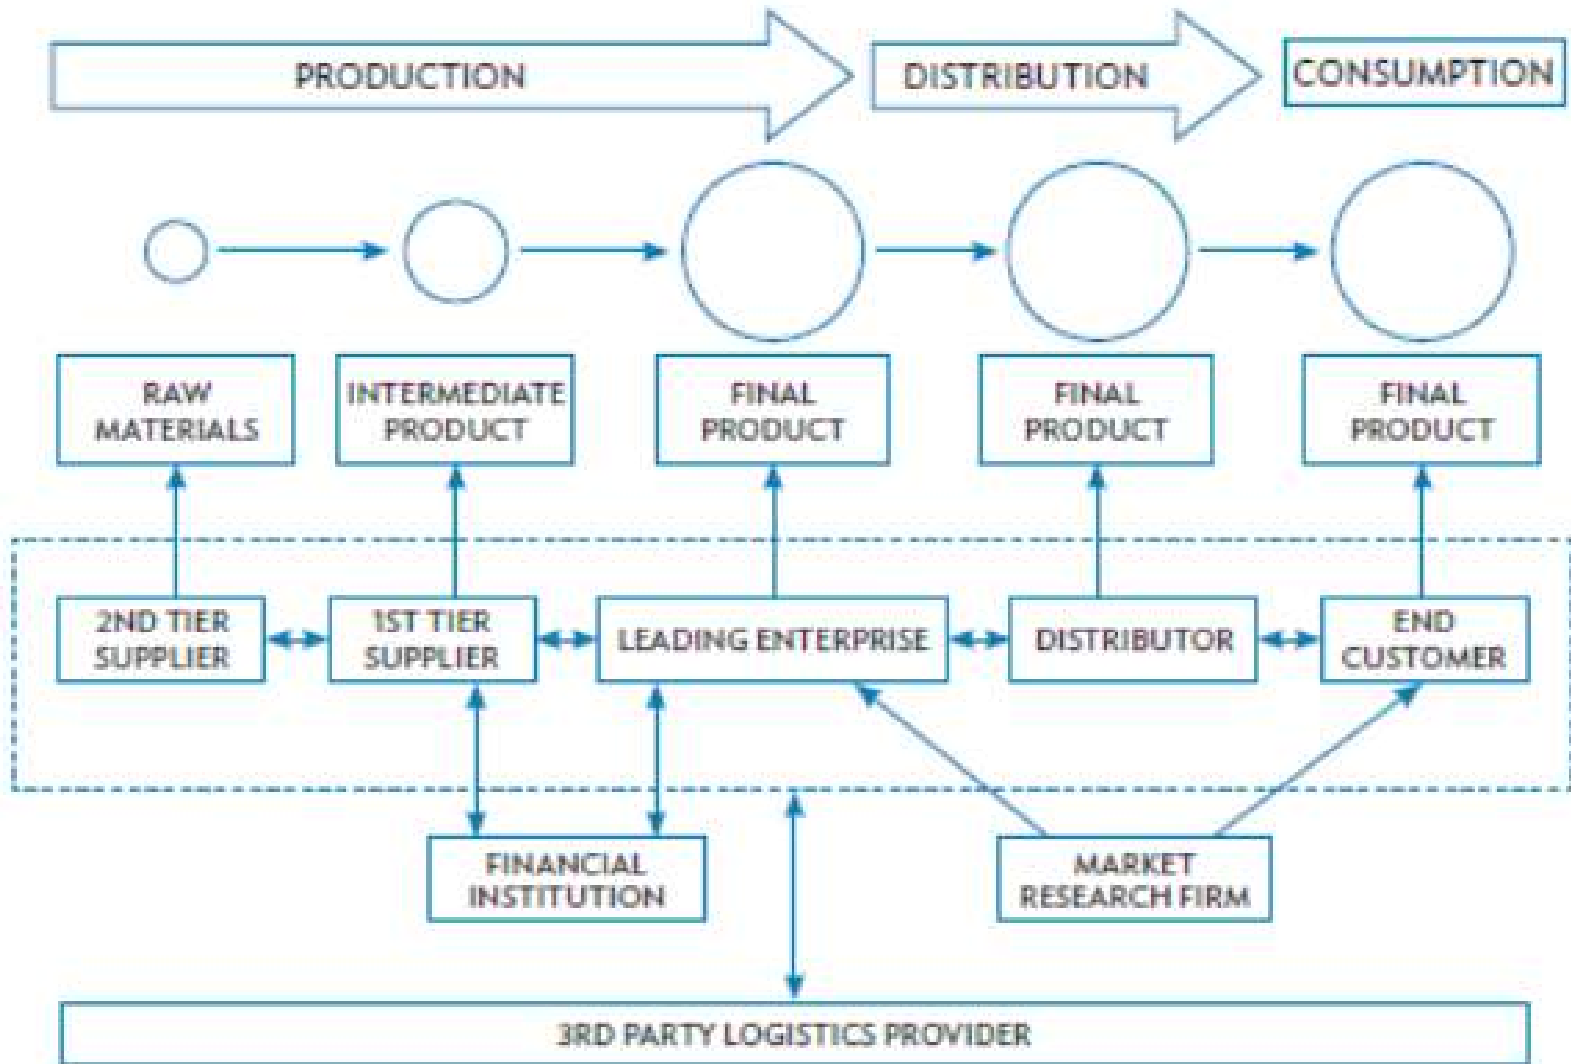 PRODUCTION
DISTRIBUTION
CONSUMPTION
RAW
MATERIALS
INTERMEDIATE
PRODUCT
FINAL
PRODUCT
FINAL
PRODUCT
FINAL
PRODUCT
2ND TIER
SUPPLIER
1ST TIER
SUPPLIER
LEADING ENTERPRISE
DISTRIBUTOR
END
CUSTOMER
FINANCIAL
INSTITUTION
MARKET
RESEARCH FIRM
3RD PARTY LOGISTICS PROVIDER